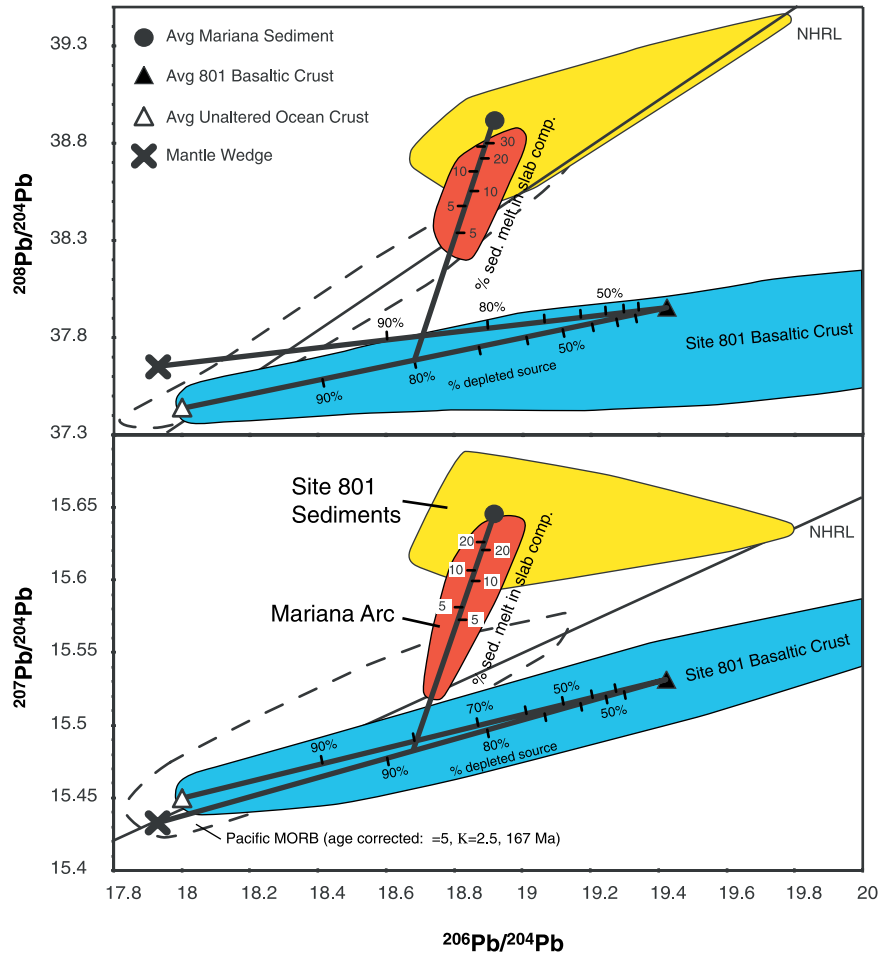 Avg Mariana Sediment
Avg 801 Basaltic Crust
Avg Unaltered Ocean Crust
Mantle Wedge
NHRL
39.3
38.8
38.3
37.8
37.3
208Pb/204Pb
30
20
10
10
5
5
% sed. melt in slab comp.
90%
80%
50%
Site 801 Basaltic Crust
50%
80%
90%
% depleted source
15.65
15.6
15.55
15.5
15.45
15.4
207Pb/204Pb
Site 801
Sediments
NHRL
20
20
10
10
5
5
Mariana Arc
% sed. melt in slab comp.
Site 801 Basaltic Crust
90%
70%
50%
50%
80%
90%
% depleted source
Pacific MORB (age corrected: =5, K=2.5, 167 Ma)
17.8
18
18.2
18.4
18.6
18.8
19
19.2
19.4
19.6
19.8
20
206Pb/204Pb